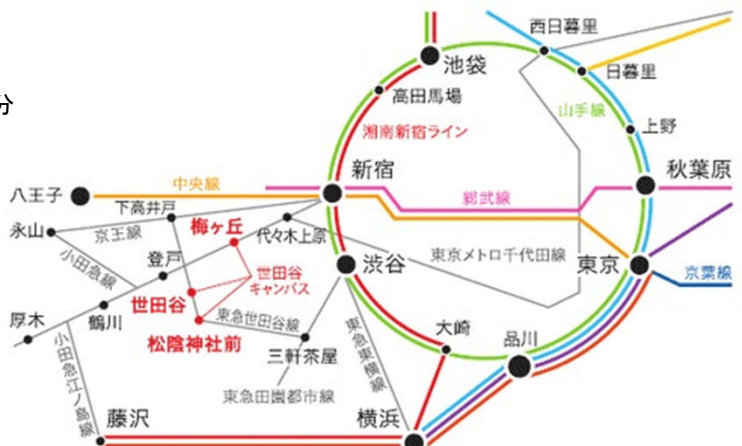 分
西日暮里
池袋
日暮里
高田馬場
山手線
湘南新宿ライン
上野
新宿
秋葉原
中央線
総武線
八王子
下高井戸
梅ヶ丘
代々木上原
永山
京王線
小田急線
登戸
世田谷
キャンパス
渋谷
東京メトロ千代田線
東京
京葉線
世田谷
厚木
鶴川
松陰神社前
東急世田谷線
三軒茶屋
大崎
品川
東急東横線
小田急江ノ島線
東急田園都市線
藤沢
横浜